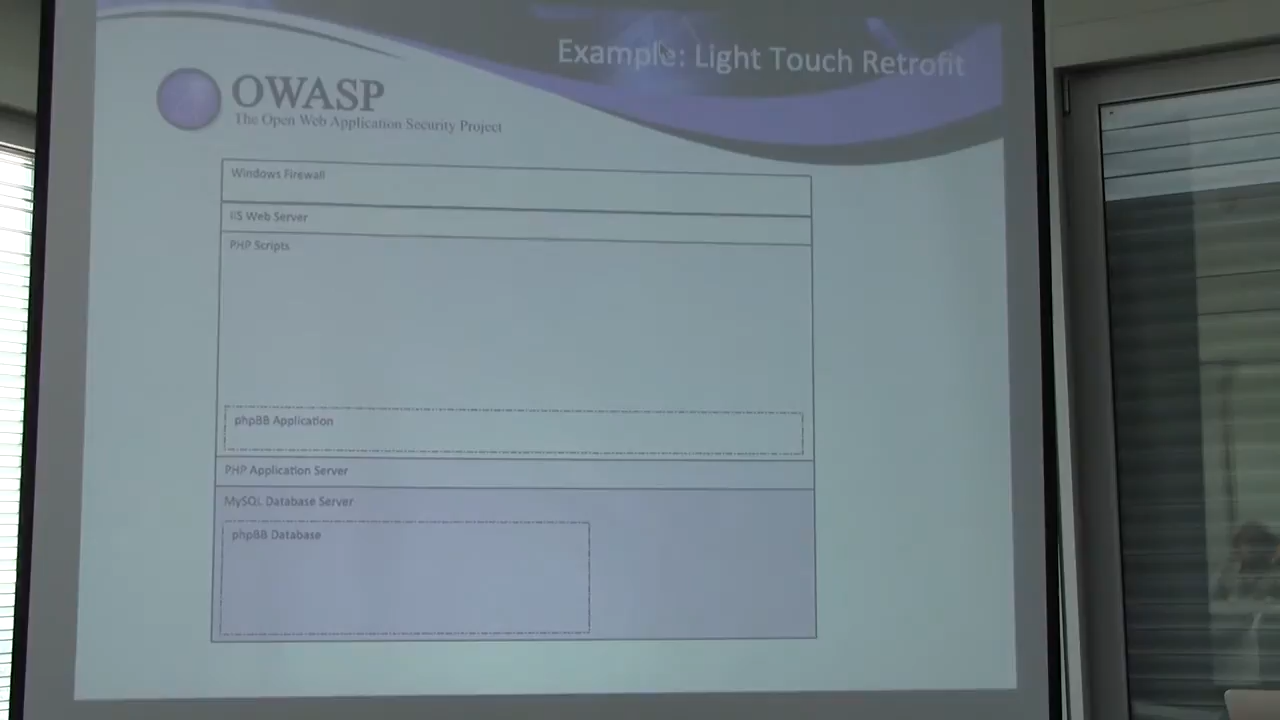 Example: Light Touch Retrofit
OWASP
The Open Web Application Security Project
Windows Firewall
IIS Web Server
PHP Scripts
phpBB Application
PHP Application Server
MySQL Database Server
phpBB Database